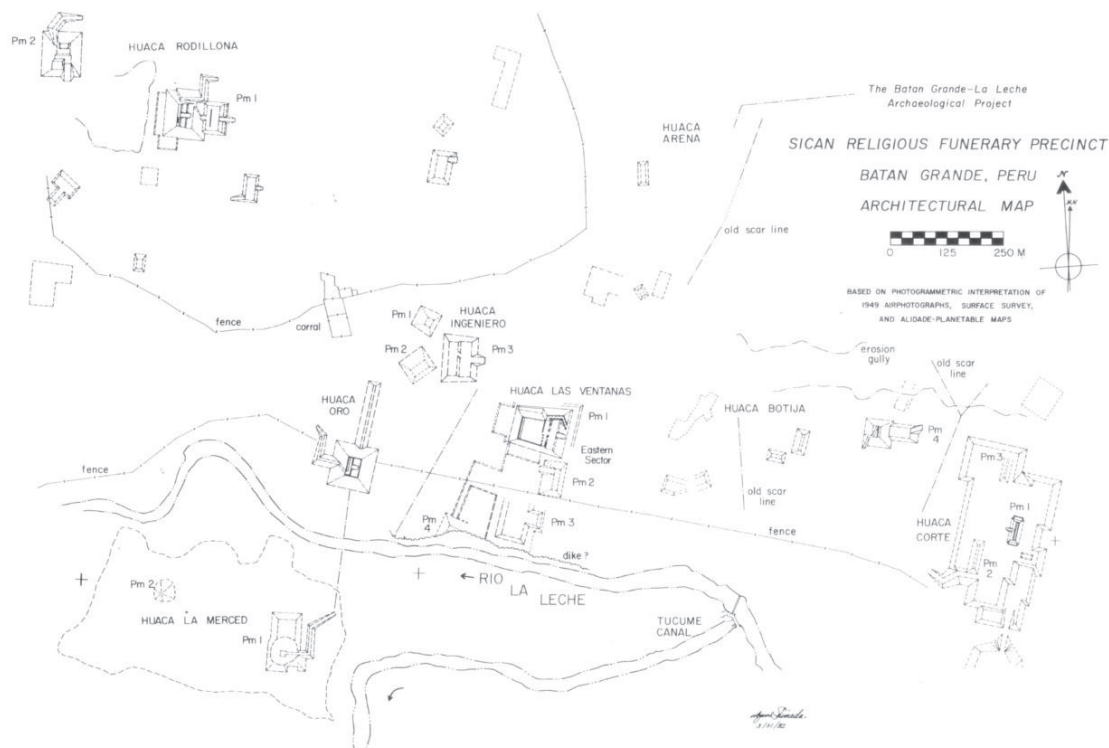 Pm 2
HUACA RODILLONA
Pm 1
The Batan Grande-La Leche
Archaeological Project
HUACA
ARENA
SICAN RELIGIOUS FUNERARY PRECINCT
BATAN GRANDE, PERU
ARCHITECTURAL MAP
N
0 125 250 M
old scar line
BASED ON PHOTOGRAMMETRIC INTERPRETATION OF
1949 AIRPHOTOGRAPHS, SURFACE SURVEY,
AND ALIDADE-PLANETABLE MAPS
fence
corral
Pm 1
HUACA
INGENIERO
Pm 2
Pm 3
erosion
gully
old scar
line
HUACA
ORO
HUACA LAS VENTANAS
Pm 1
Eastern
Sector
Pm 2
Pm 3
Pm
4
HUACA BOTIJA
Pm
4
Pm 3
Pm 1
Pm
2
HUACA
CORTE
old scar
line
fence
fence
dike ?
← RIO
LA
LECHE
Pm 2
HUACA LA MERCED
Pm 1
TUCUME
CANAL